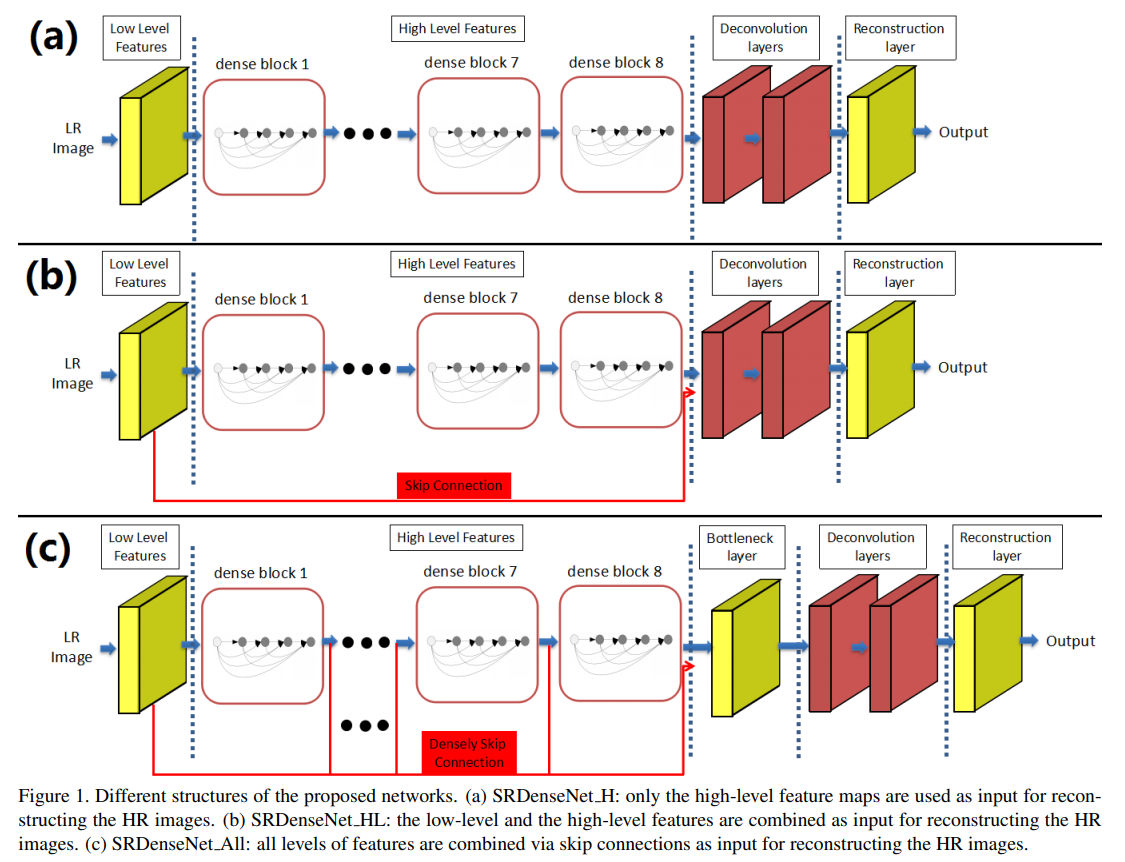 (a)
Low Level
Features
High Level Features
Deconvolution
layers
Reconstruction
layer
dense block 1
dense block 7
dense block 8
LR
Image
Output
(b)
Low Level
Features
High Level Features
Deconvolution
layers
Reconstruction
layer
dense block 1
dense block 7
dense block 8
LR
Image
Output
Skip Connection
(c)
Low Level
Features
High Level Features
Bottleneck
layer
Deconvolution
layers
Reconstruction
layer
dense block 1
dense block 7
dense block 8
LR
Image
Output
Densely Skip
Connection
Figure 1. Different structures of the proposed networks. (a) SRDenseNet_H: only the high-level feature maps are used as input for recon-
structing the HR images. (b) SRDenseNet_HL: the low-level and the high-level features are combined as input for reconstructing the HR
images. (c) SRDenseNet_All: all levels of features are combined via skip connections as input for reconstructing the HR images.